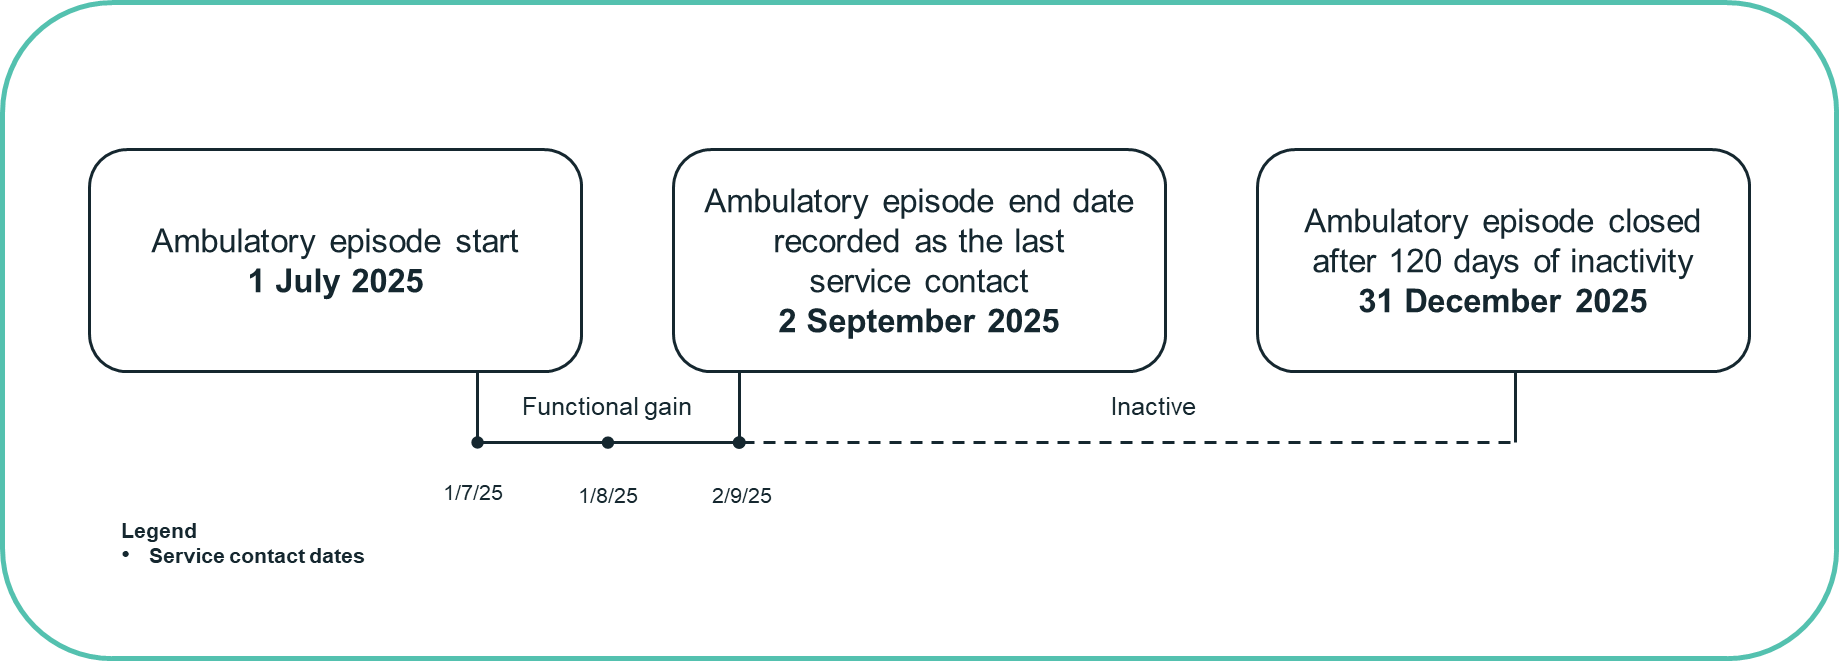 Ambulatory episode start
1 July 2025
Ambulatory episode end date
recorded as the last
service contact
2 September 2025
Ambulatory episode closed
after 120 days of inactivity
31 December 2025
Functional gain
Inactive
1/7/25
1/8/25
2/9/25
Legend
• Service contact dates